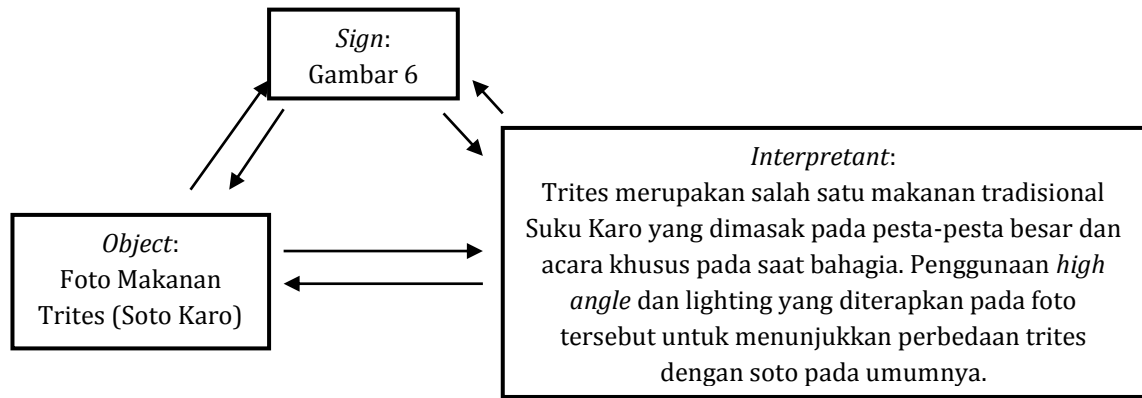 Sign:
Gambar 6
Object:
Foto Makanan
Trites (Soto Karo)
Interpretant:
Trites merupakan salah satu makanan tradisional
Suku Karo yang dimasak pada pesta-pesta besar dan
acara khusus pada saat bahagia. Penggunaan high
angle dan lighting yang diterapkan pada foto
tersebut untuk menunjukkan perbedaan trites
dengan soto pada umumnya.